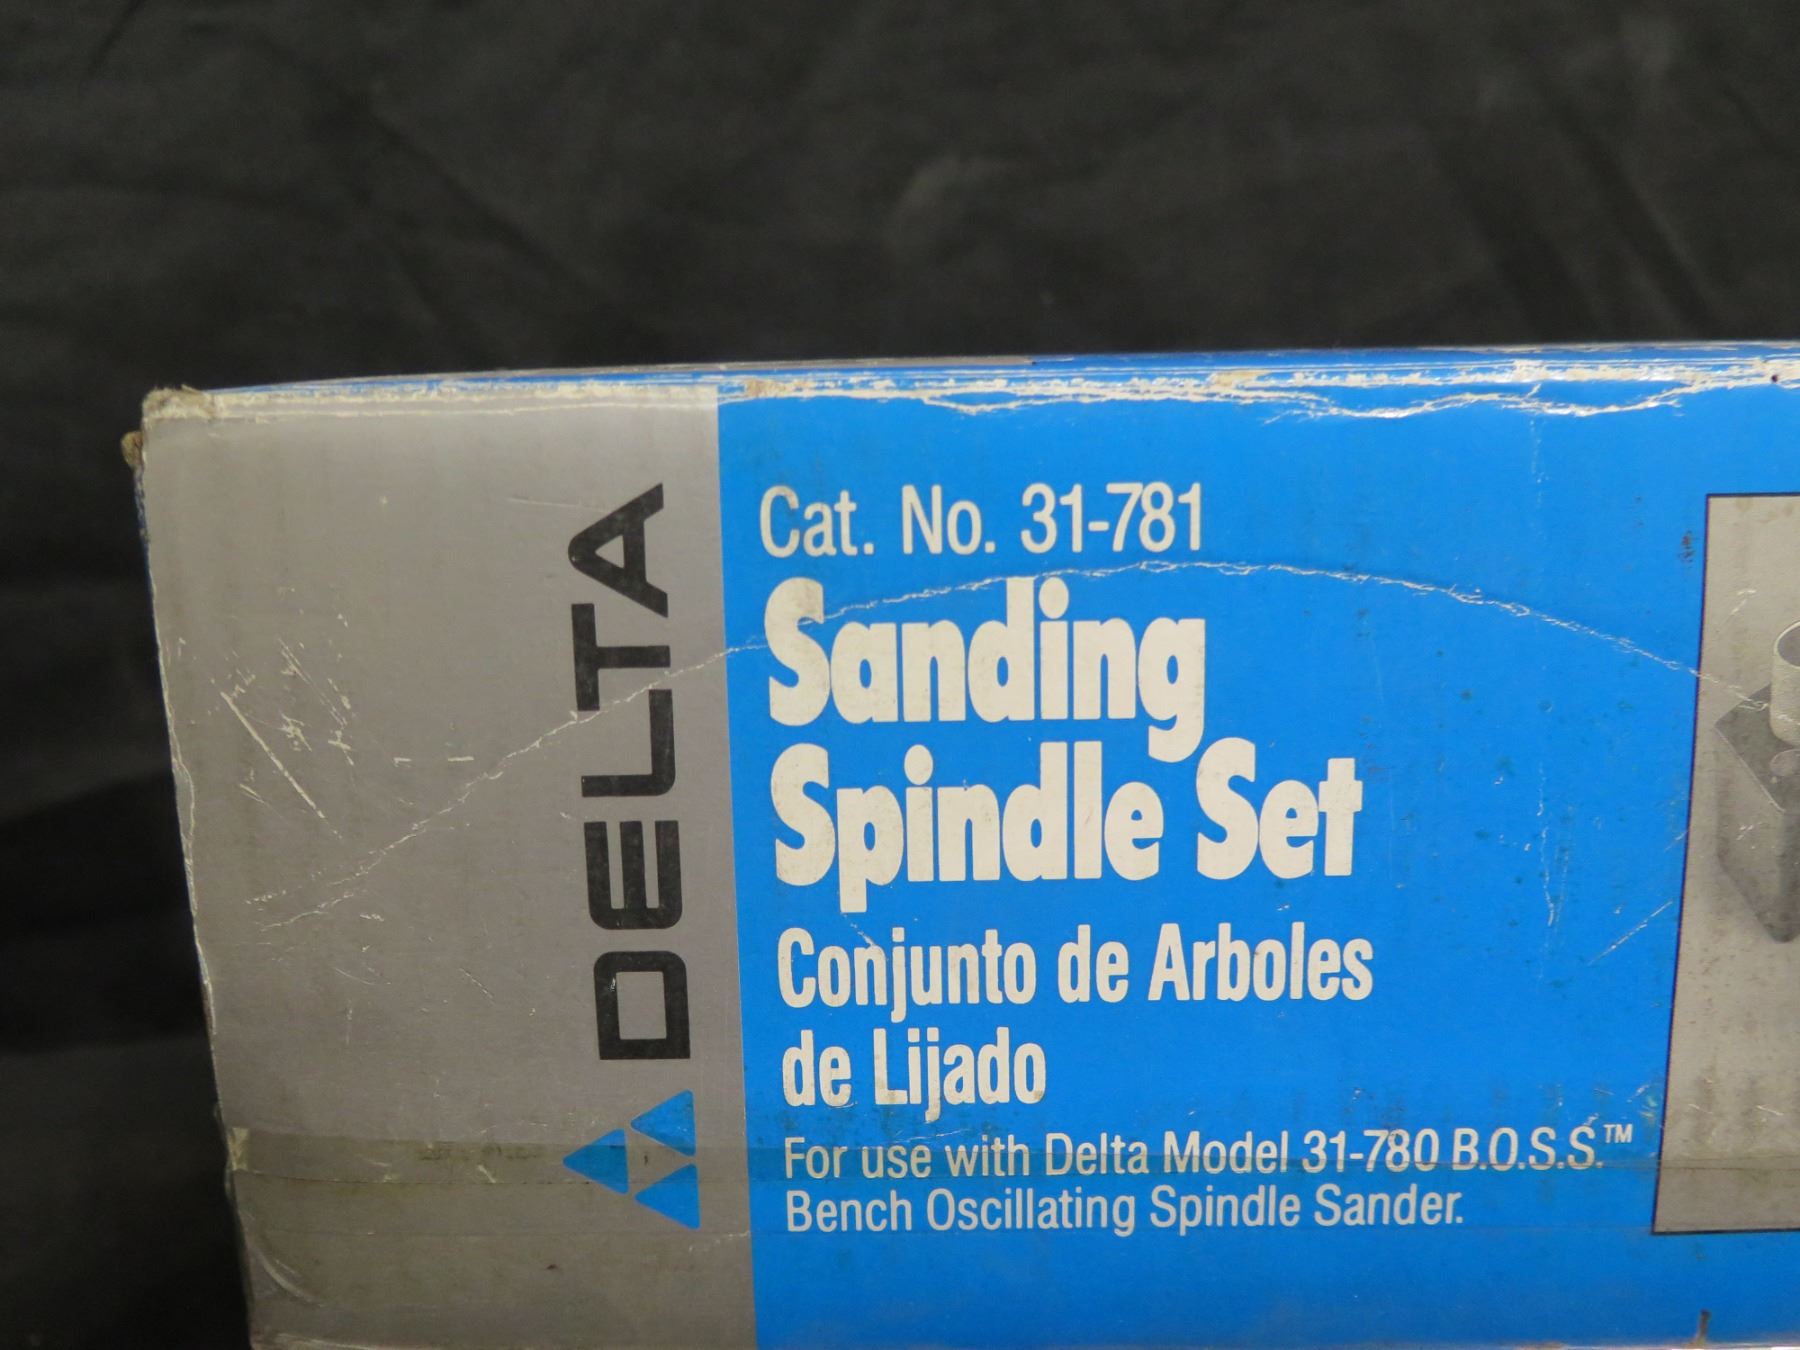 DELTA
Cat. No. 31-781
Sanding
Spindle Set
Conjunto de Arboles
de Lijado
For use with Delta Model 31-780 B.O.S.S.™
Bench Oscillating Spindle Sander.